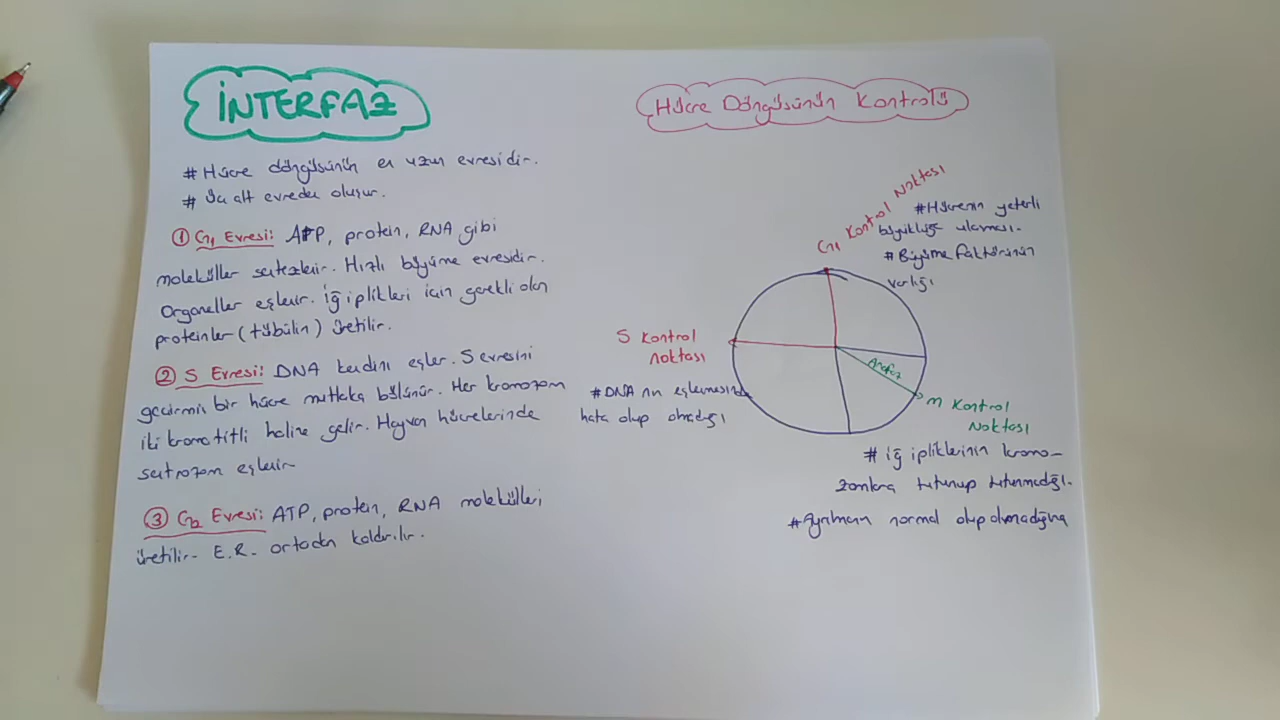 İNTERFAZ
# Hücre döngüsünün en uzun evresidir.
# Üç alt evreden oluşur.
① G1 Evresi: ATP, protein, RNA gibi
moleküller sentezlenir. Hızlı büyüme evresidir.
Organeller eşlenir. İğ iplikleri için gerekli olan
proteinler (tübülin) üretilir.
② S Evresi: DNA kendini eşler. S evresini
geçirmiş bir hücre mutlaka bölünür. Her kromozom
iki kromatitli haline gelir. Hayvan hücrelerinde
sentrozom eşlenir
③ G2 Evresi: ATP, protein, RNA molekülleri
üretilir. E.R. ortadan kaldırılır.
Hücre Döngüsünün Kontrolü
G1 Kontrol Noktası
# Hücrenin yeterli
büyüklüğe ulaşması.
# Büyüme faktörünün
varlığı
S Kontrol
Noktası
# DNA nın eşlenmesinde
hata olup olmadığı
Anafaz
M Kontrol
Noktası
# İğ ipliklerinin kromo-
zomlara tutunup tutunmadığı.
# Ayrılmanın normal olup olmadığına